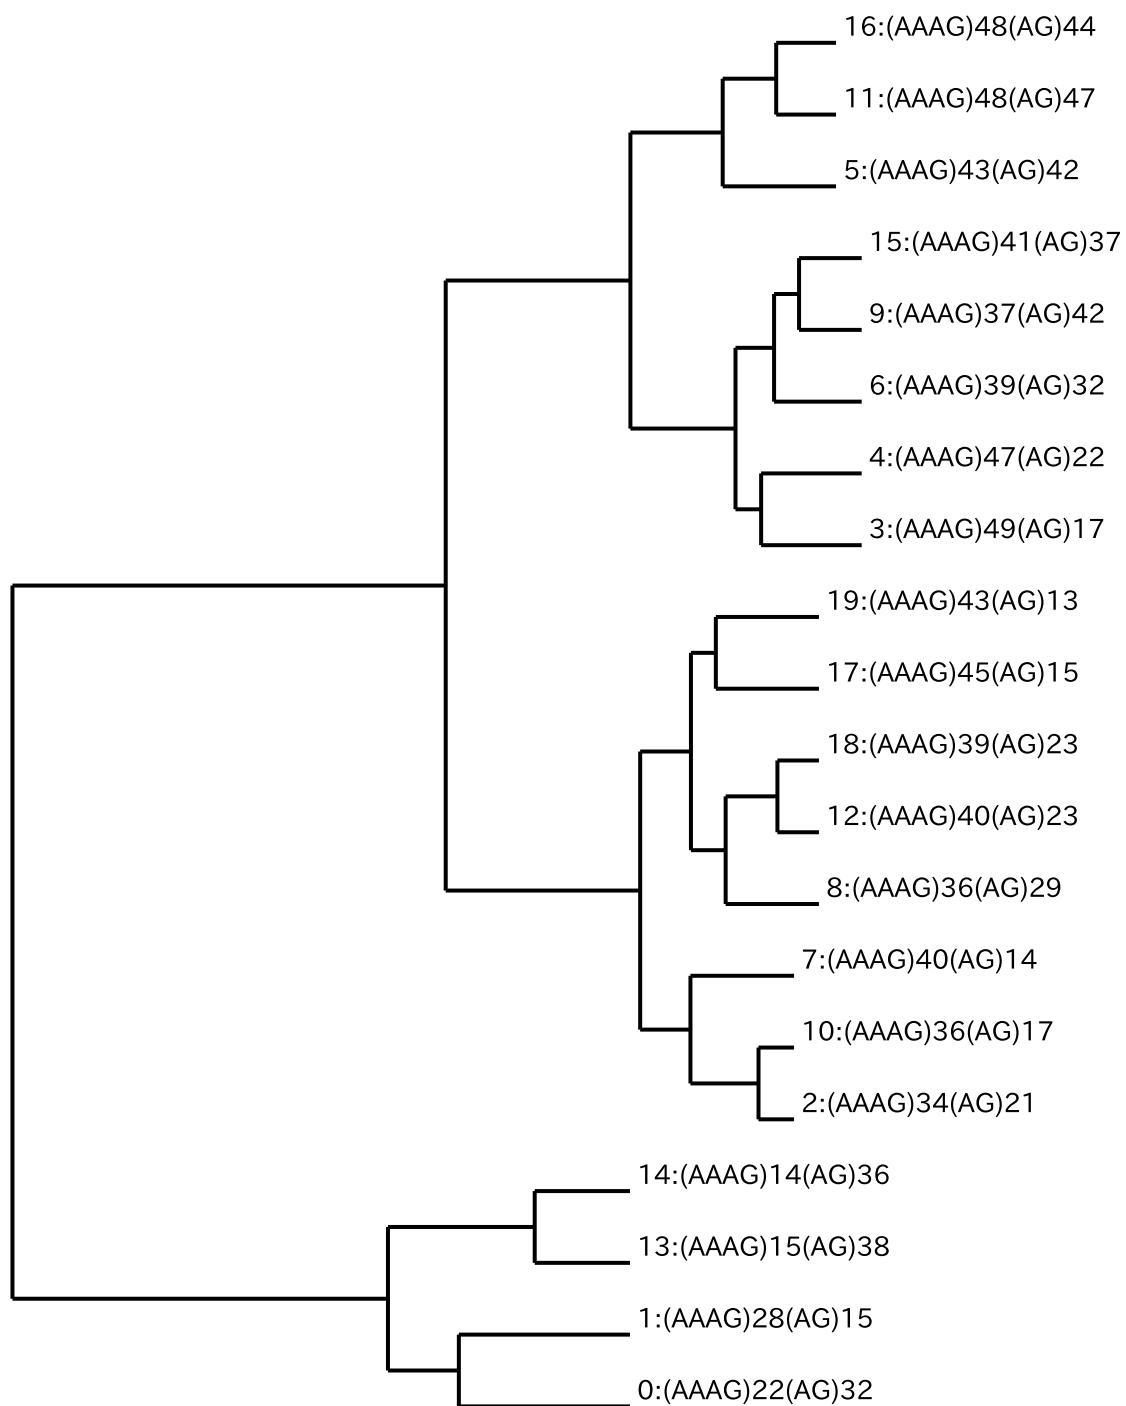 16:(AAAG)48(AG)44
11:(AAAG)48(AG)47
5:(AAAG)43(AG)42
15:(AAAG)41(AG)37
9:(AAAG)37(AG)42
6:(AAAG)39(AG)32
4:(AAAG)47(AG)22
3:(AAAG)49(AG)17
19:(AAAG)43(AG)13
17:(AAAG)45(AG)15
18:(AAAG)39(AG)23
12:(AAAG)40(AG)23
8:(AAAG)36(AG)29
7:(AAAG)40(AG)14
10:(AAAG)36(AG)17
2:(AAAG)34(AG)21
14:(AAAG)14(AG)36
13:(AAAG)15(AG)38
1:(AAAG)28(AG)15
0:(AAAG)22(AG)32